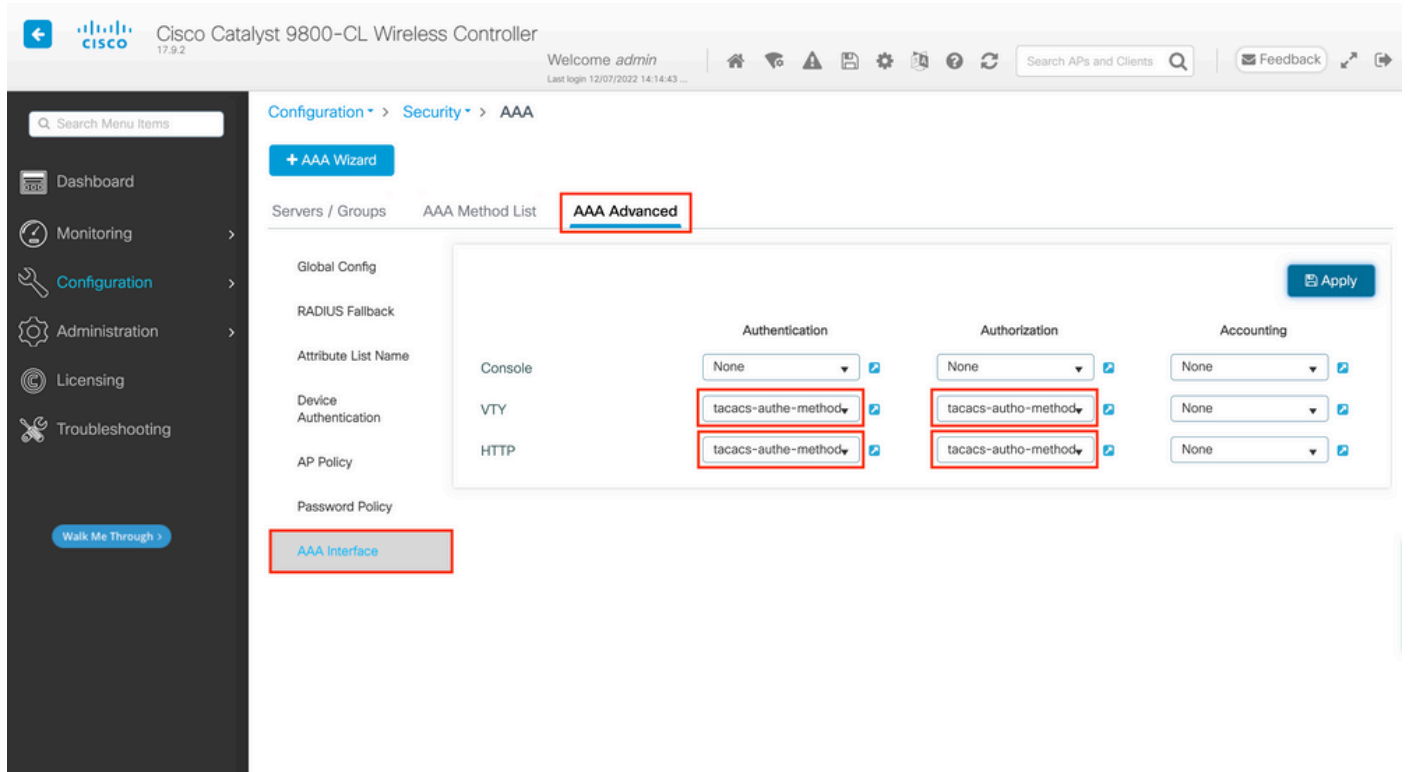 CISCO
Cisco Catalyst 9800-CL Wireless Controller
17.9.2
Welcome admin
Last login 12/07/2022 14:14:43 ...
Search APs and Clients
Feedback
Search Menu Items
Dashboard
Monitoring
Configuration
Administration
Licensing
Troubleshooting
Walk Me Through >
Configuration > Security > AAA
+ AAA Wizard
Servers / Groups AAA Method List AAA Advanced
Global Config
RADIUS Fallback
Attribute List Name
Device
Authentication
AP Policy
Password Policy
AAA Interface
Apply
Authentication Authorization Accounting
Console None None None
VTY tacacs-authe-method tacacs-autho-method None
HTTP tacacs-authe-method tacacs-autho-method None